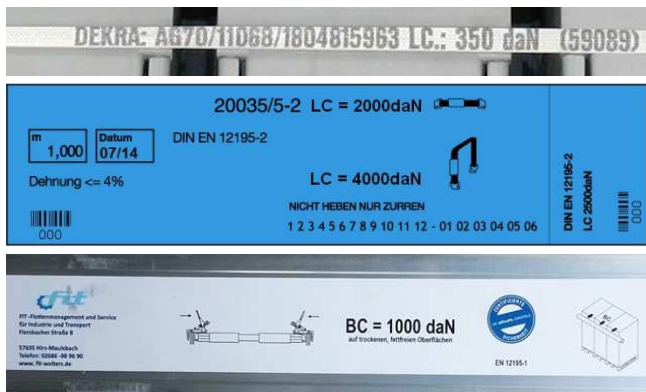 DEKRA: AG70/11068/1804815963 LC.: 350 daN (59089)
20035/5-2 LC = 2000daN
m
1,000
Datum
07/14
DIN EN 12195-2
Dehnung <= 4%
LC = 4000daN
NICHT HEBEN NUR ZURREN
1 2 3 4 5 6 7 8 9 10 11 12 - 01 02 03 04 05 06
000
DIN EN 12195-2
LC 2500daN
000
Fit
FIT -Flottenmanagement und Service
für Industrie und Transport
Flersbacher Straße 8
57635 Hirz-Maulsbach
Telefon: 02686 -98 96 90
www. fit-wolters.de
BC = 1000 daN
auf trockenen, fettfreien Oberflächen
EN 12195-1